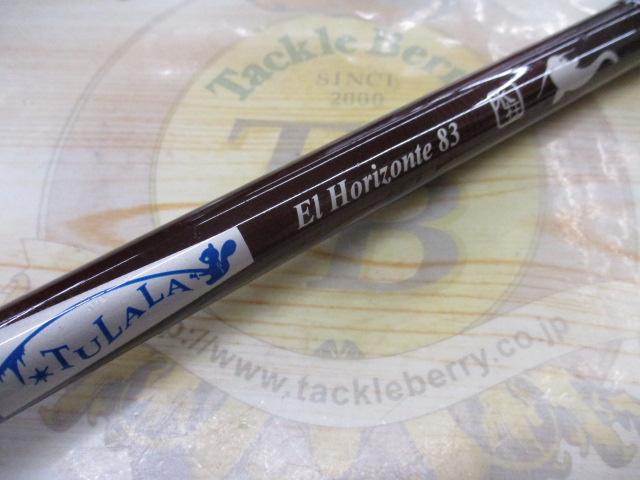 Tackle Berry
SINCE
2000
TB
El Horizonte 83
TULALA
http://www.tackleberry.co.jp